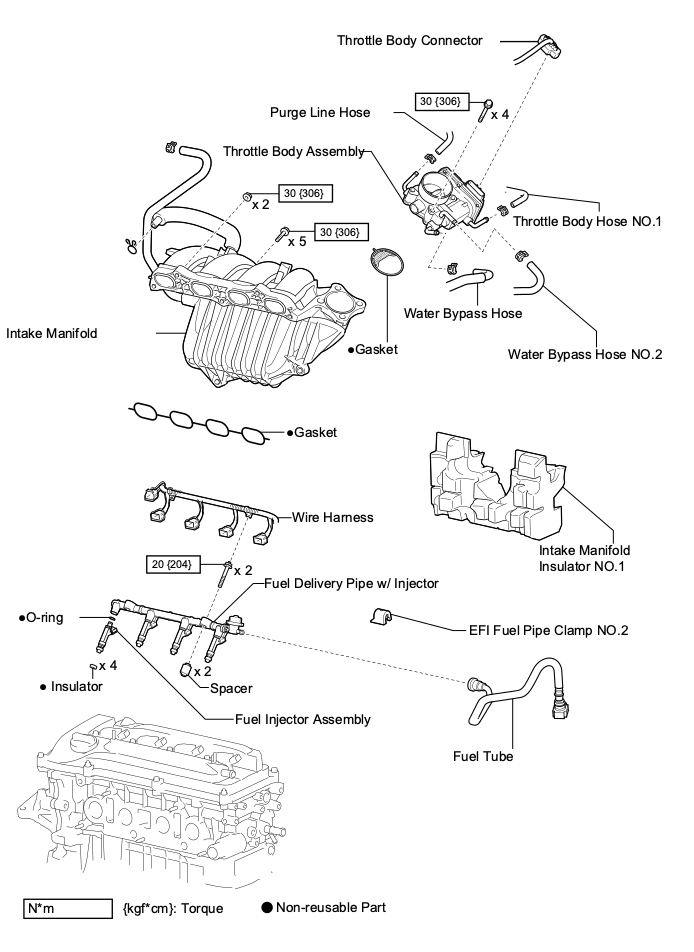 Throttle Body Connector
30 {306}
x 4
Purge Line Hose
Throttle Body Assembly
30 {306}
x 2
30 {306}
x 5
Throttle Body Hose NO.1
Water Bypass Hose
Intake Manifold
●Gasket
Water Bypass Hose NO.2
●Gasket
Wire Harness
Intake Manifold
Insulator NO.1
20 {204}
x 2
Fuel Delivery Pipe w/ Injector
●O-ring
EFI Fuel Pipe Clamp NO.2
x 4
x 2
● Insulator
Spacer
Fuel Injector Assembly
Fuel Tube
N*m {kgf*cm}: Torque ● Non-reusable Part